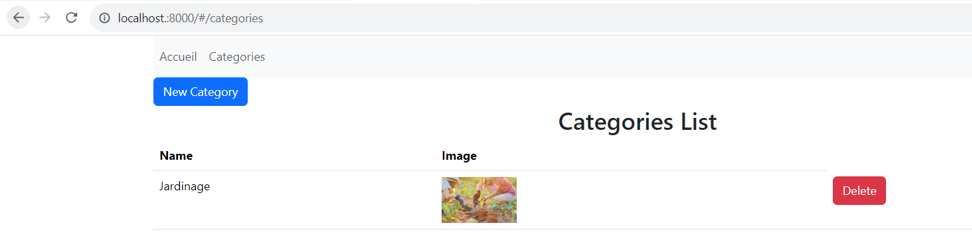 localhost.:8000/#/categories
Accueil Categories
New Category
Categories List
Name Image
Jardinage Delete